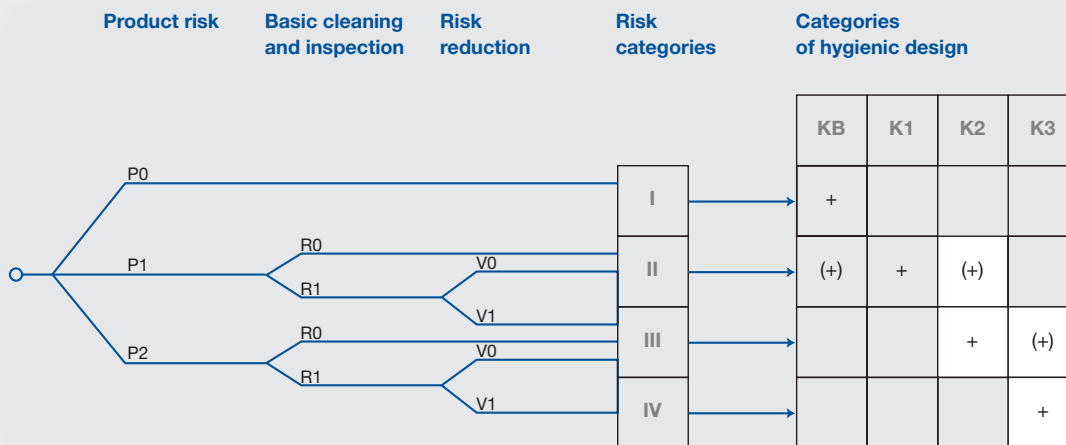 Product risk
Basic cleaning
and inspection
Risk
reduction
Risk
categories
Categories
of hygienic design
KB K1 K2 K3
P0
I +
R0
P1 V0
II (+) + (+)
R1
V1
R0
III + (+)
P2 V0
R1
V1
IV +